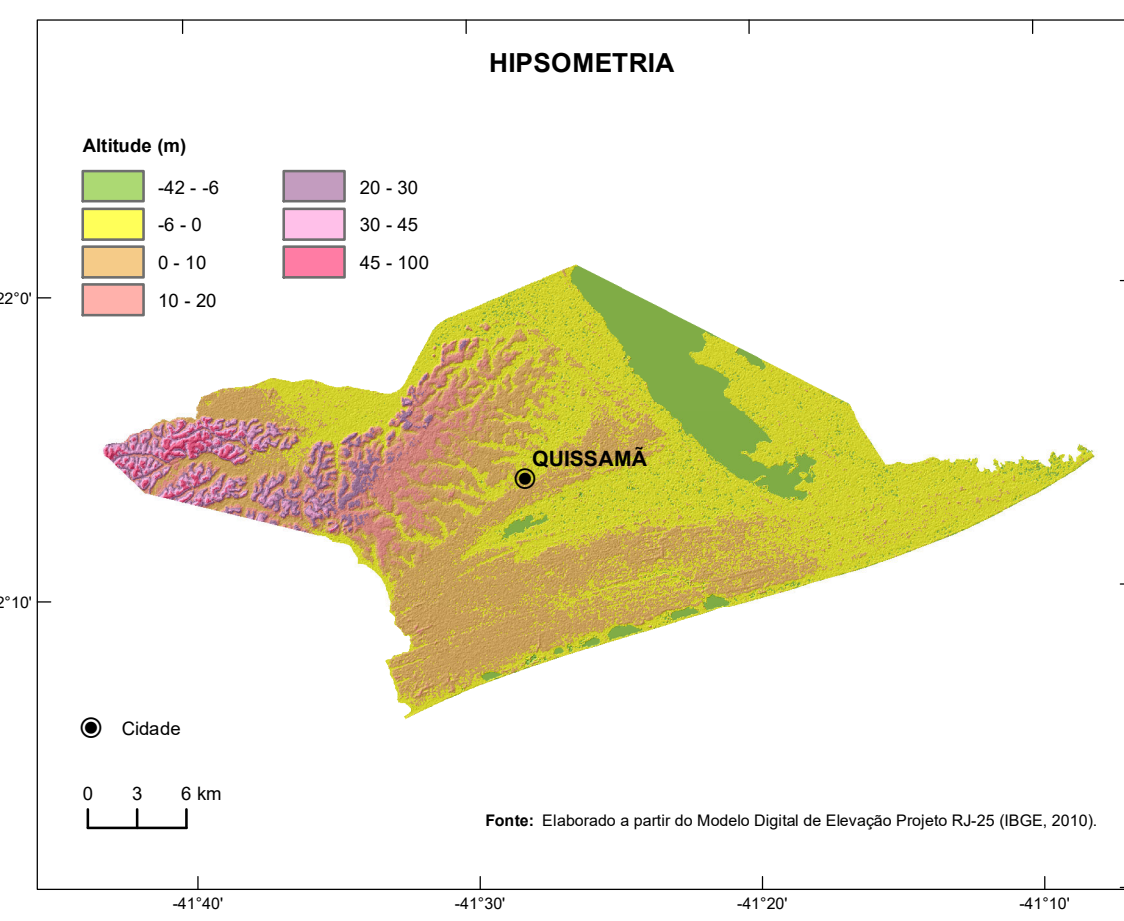 HIPSOMETRIA
Altitude (m)
-42 - -6
-6 - 0
0 - 10
10 - 20
20 - 30
30 - 45
45 - 100
22°0'
QUISSAMÃ
2°10'
Cidade
0 3 6 km
Fonte: Elaborado a partir do Modelo Digital de Elevação Projeto RJ-25 (IBGE, 2010).
-41°40' -41°30' -41°20' -41°10'